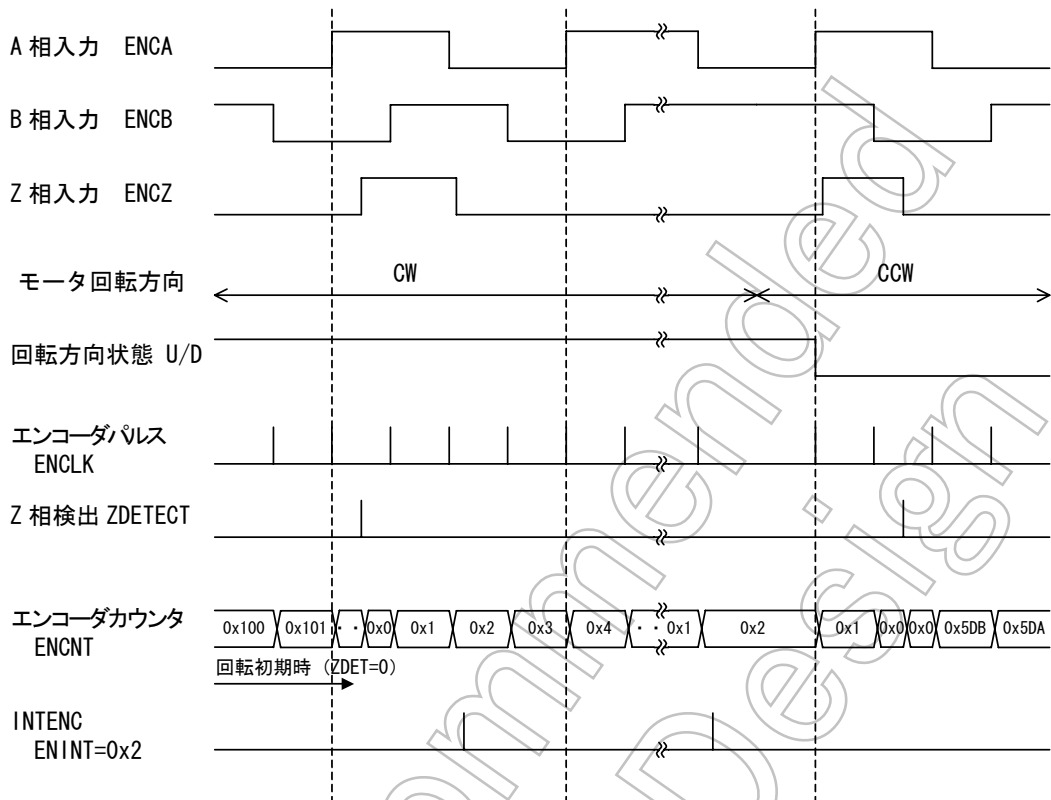 A 相入力 ENCA
B 相入力 ENCB
Z 相入力 ENCZ
モータ回転方向
CW
CCW
回転方向状態 U/D
エンコーダパルス
ENCLK
Z 相検出 ZDETECT
エンコーダカウンタ
ENCNT
0x100 0x101 ・・ 0x0 0x1 0x2 0x3 0x4 ・・ 0x1 0x2 0x1 0x0 0x0 0x5DB 0x5DA
回転初期時 (ZDET=0)
INTENC
ENINT=0x2
ommended
Design